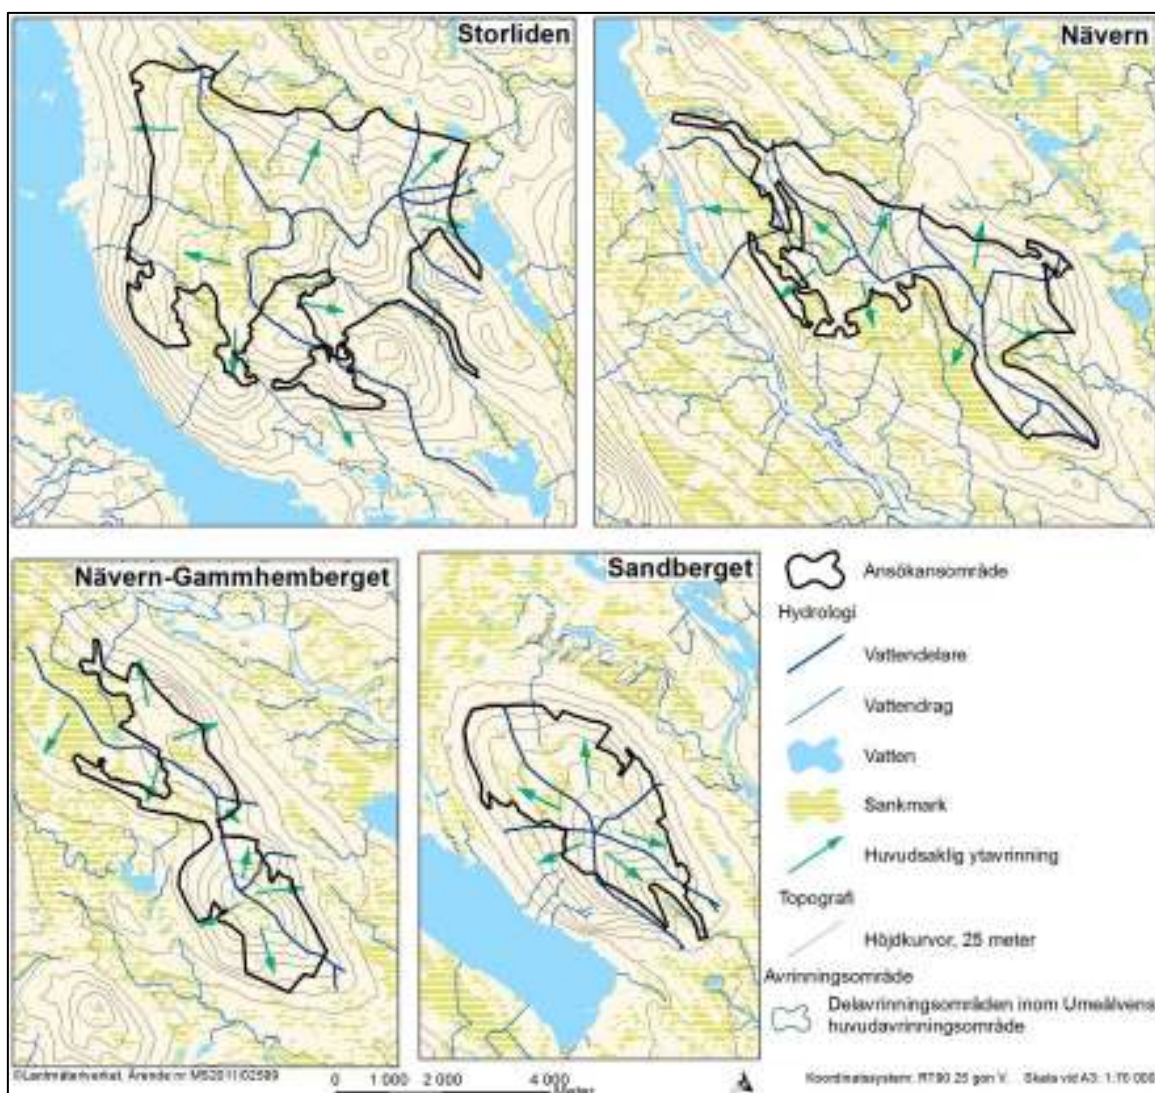 Storliden
Nävern
Nävern-Gammhemberget
Sandberget
Ansökansområde
Hydrologi
Vattendelare
Vattendrag
Vatten
Sankmark
Huvudsaklig ytavrinning
Topografi
Höjdkurvor, 25 meter
Avrinningsområde
Delavrinningsområden inom Umeälvens
huvudavrinningsområde
©Lantmäteriverket, Ärende nr MS2011/02589
0 1 000 2 000 4 000
Meter
Koordinatsystem: RT90 25 gon V. Skala vid A3: 1:70 000